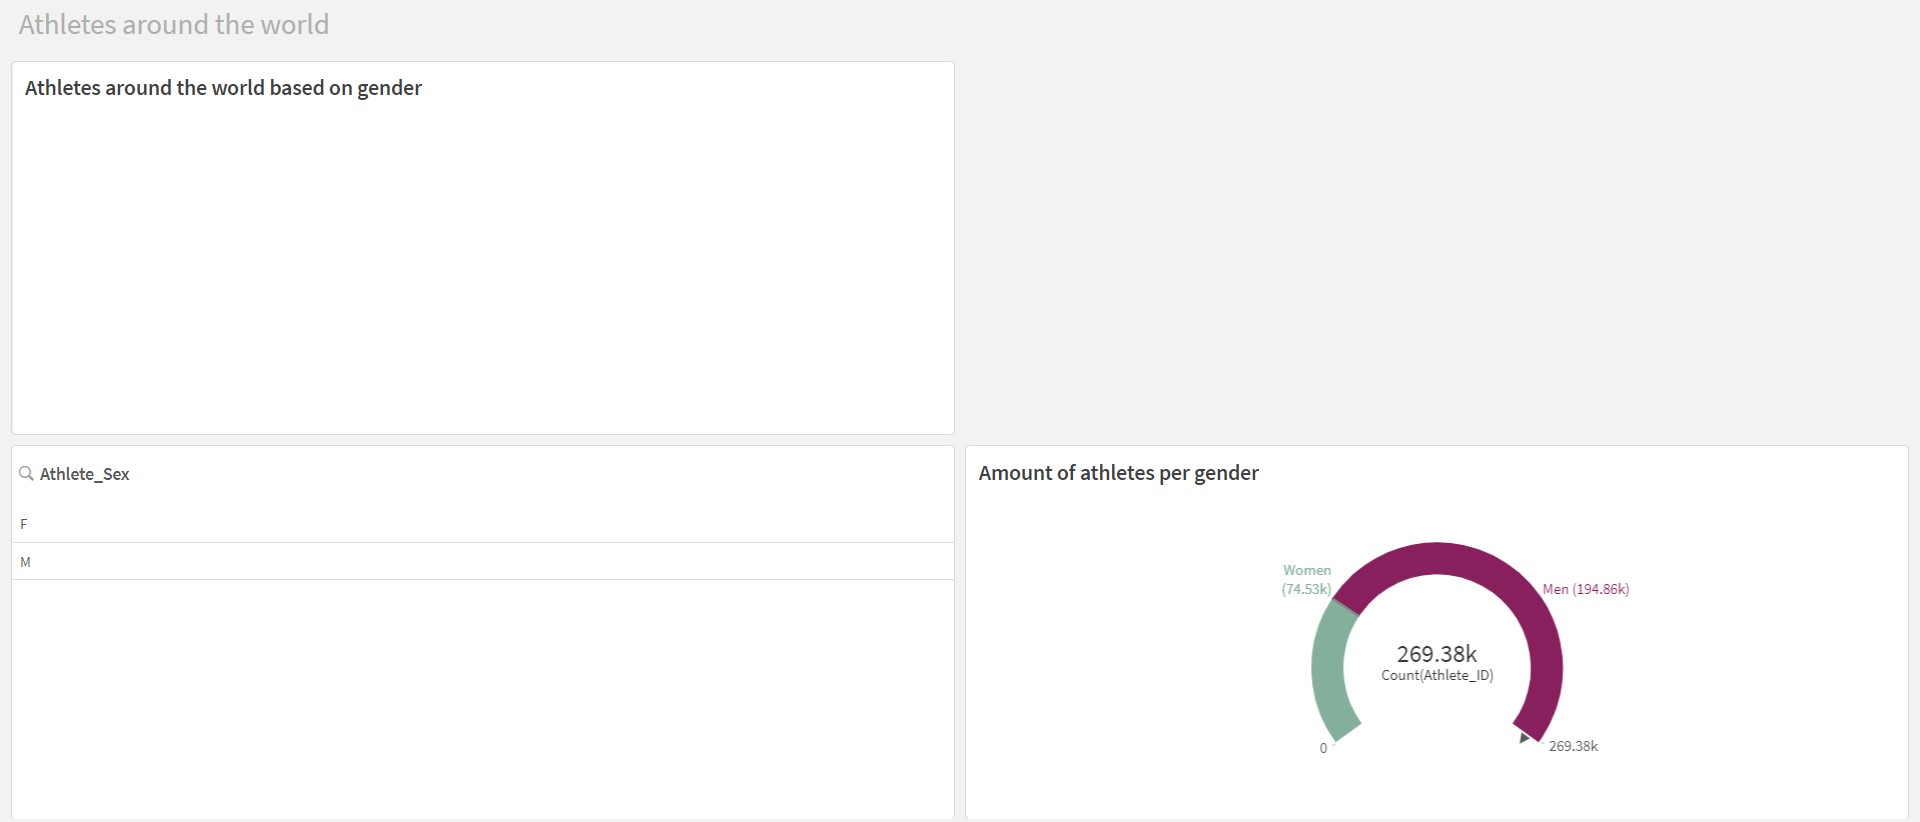 Athletes around the world
Athletes around the world based on gender
Athlete_Sex
F
M
Amount of athletes per gender
Women
(74.53k)
Men (194.86k)
269.38k
Count(Athlete_ID)
0
269.38k